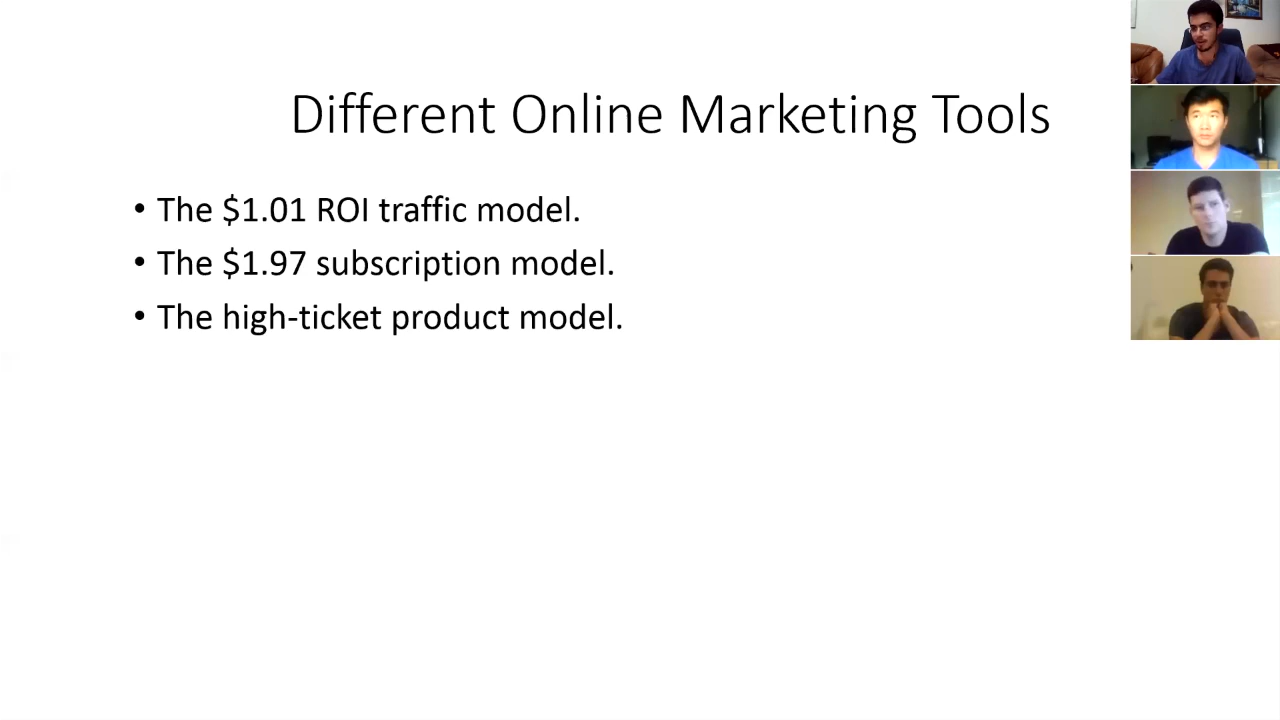 Different Online Marketing Tools
• The $1.01 ROI traffic model.
• The $1.97 subscription model.
• The high-ticket product model.